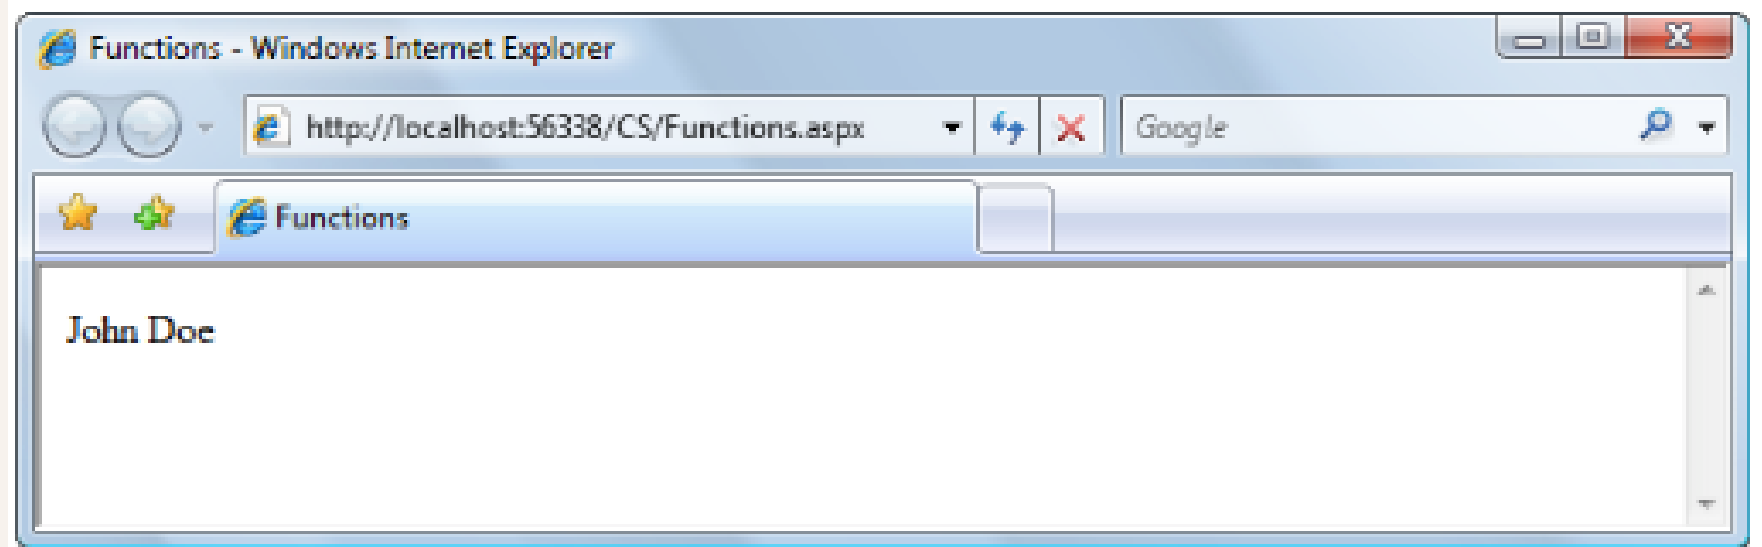 Functions - Windows Internet Explorer
http://localhost:56338/CS/Functions.aspx Google
Functions
John Doe